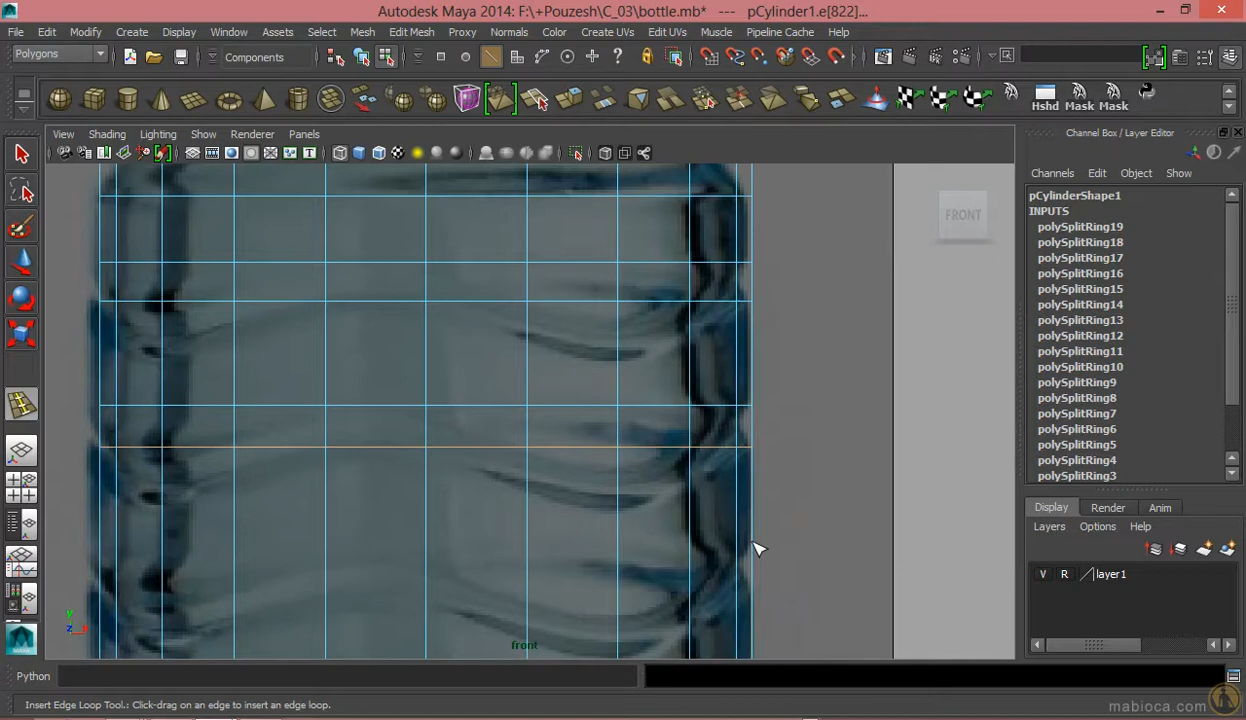 Autodesk Maya 2014: F:\+Pouzesh\C_03\bottle.mb* --- pCylinder1.e[822]...
File Edit Modify Create Display Window Assets Select Mesh Edit Mesh Proxy Normals Color Create UVs Edit UVs Muscle Pipeline Cache Help
Polygons Components
Hshd Mask Mask
View Shading Lighting Show Renderer Panels
Channel Box / Layer Editor
Channels Edit Object Show
pCylinderShape1
INPUTS
polySplitRing19
polySplitRing18
polySplitRing17
polySplitRing16
polySplitRing15
polySplitRing14
polySplitRing13
polySplitRing12
polySplitRing11
polySplitRing10
polySplitRing9
polySplitRing8
polySplitRing7
polySplitRing6
polySplitRing5
polySplitRing4
polySplitRing3
FRONT
Display Render Anim
Layers Options Help
V R layer1
y
z x
front
Python
Insert Edge Loop Tool.: Click-drag on an edge to insert an edge loop.
mabioca.com